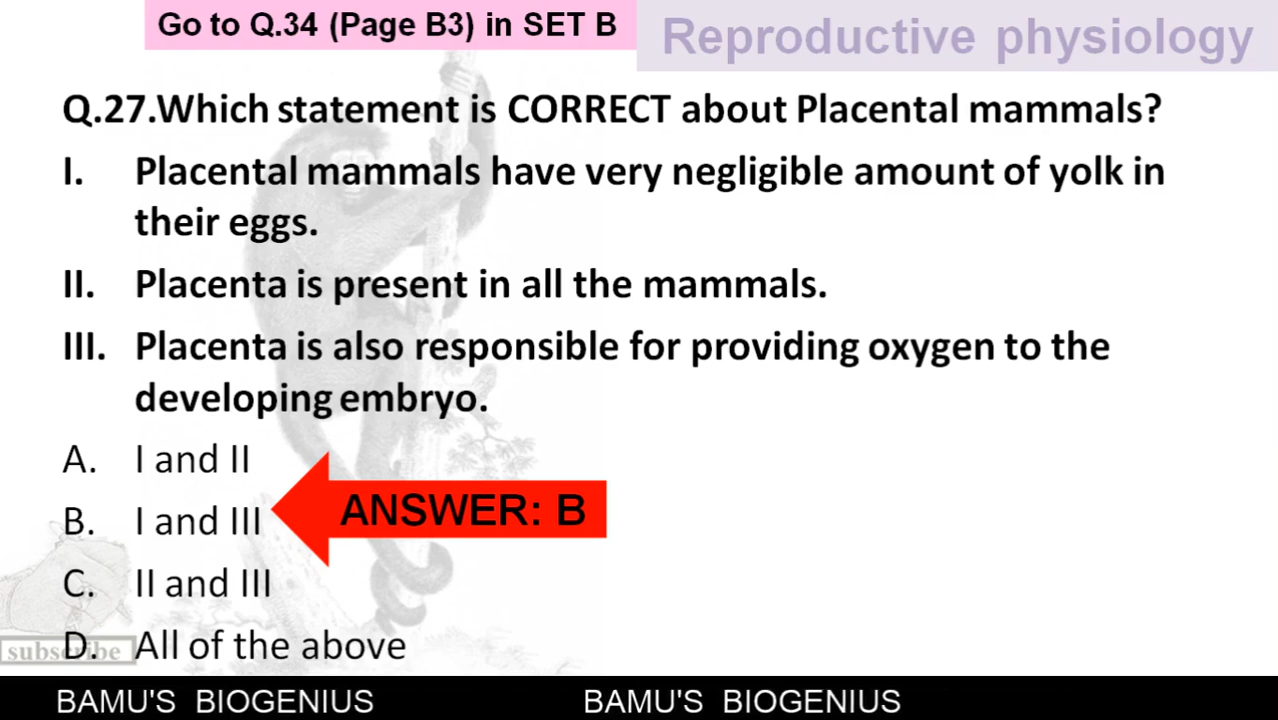 Go to Q.34 (Page B3) in SET B
Reproductive physiology
Q.27.Which statement is CORRECT about Placental mammals?
I. Placental mammals have very negligible amount of yolk in
their eggs.
II. Placenta is present in all the mammals.
III. Placenta is also responsible for providing oxygen to the
developing embryo.
A. I and II
B. I and III
ANSWER: B
C. II and III
D. All of the above
subscribe
BAMU'S BIOGENIUS BAMU'S BIOGENIUS